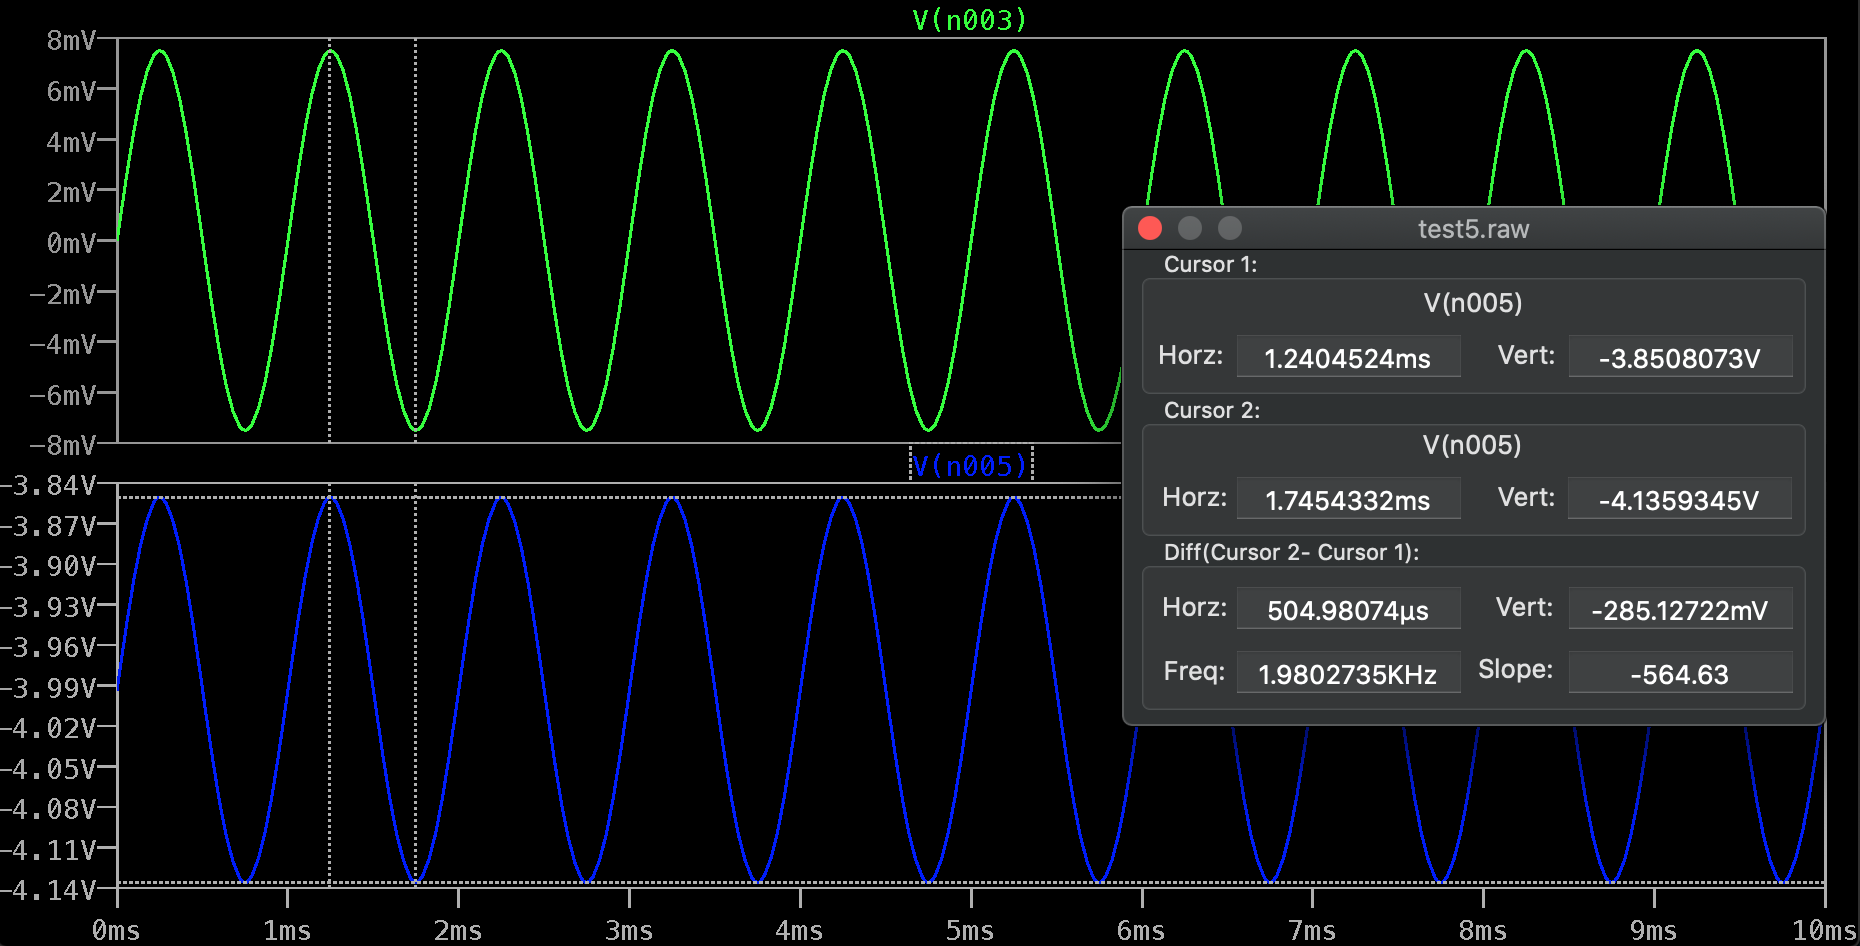 V(n003)
8mV
6mV
4mV
2mV
0mV
−2mV
−4mV
−6mV
−8mV
V(n005)
−3.84V
−3.87V
−3.90V
−3.93V
−3.96V
−3.99V
−4.02V
−4.05V
−4.08V
−4.11V
−4.14V
0ms 1ms 2ms 3ms 4ms 5ms 6ms 7ms 8ms 9ms 10ms
test5.raw
Cursor 1:
V(n005)
Horz: 1.2404524ms Vert: -3.8508073V
Cursor 2:
V(n005)
Horz: 1.7454332ms Vert: -4.1359345V
Diff(Cursor 2- Cursor 1):
Horz: 504.98074µs Vert: -285.12722mV
Freq: 1.9802735KHz Slope: -564.63